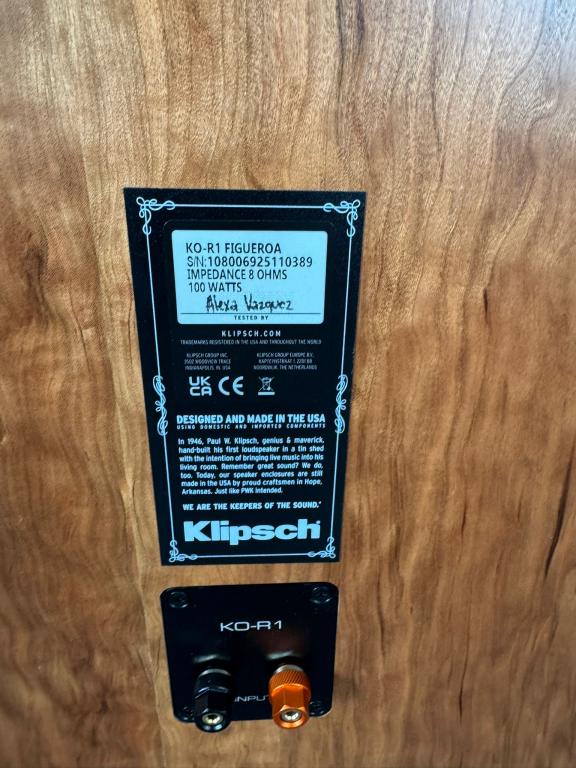 KO-R1 FIGUEROA
S/N:108006925110389
IMPEDANCE 8 OHMS
100 WATTS
Alexa Vazquez
TESTED BY
KLIPSCH.COM
TRADEMARKS REGISTERED IN THE USA AND THROUGHOUT THE WORLD
KLIPSCH GROUP INC.
3502 WOODVIEW TRACE
INDIANAPOLIS, IN. USA
KLIPSCH GROUP EUROPE B.V.
NOORDWIJK, THE NETHERLANDS
UK
CA CE
DESIGNED AND MADE IN THE USA
USING DOMESTIC AND IMPORTED COMPONENTS
In 1946, Paul W. Klipsch, genius & maverick,
hand-built his first loudspeaker in a tin shed
with the intention of bringing live music into his
living room. Remember great sound? We do,
too. Today, our speaker enclosures are still
made in the USA by proud craftsmen in Hope,
Arkansas. Just like PWK intended.
WE ARE THE KEEPERS OF THE SOUND.®
Klipsch®
KO-R1
INPUT